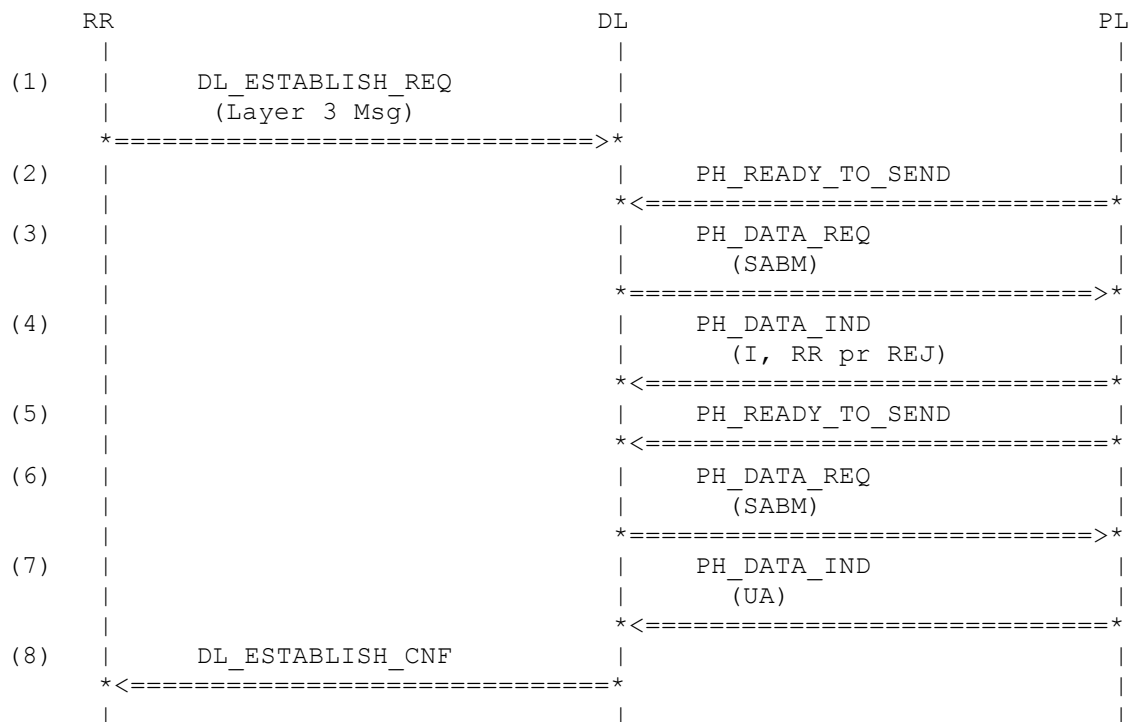 RR DL PL
(1) DL_ESTABLISH_REQ
(Layer 3 Msg)
(2) PH_READY_TO_SEND
(3) PH_DATA_REQ
(SABM)
(4) PH_DATA_IND
(I, RR pr REJ)
(5) PH_READY_TO_SEND
(6) PH_DATA_REQ
(SABM)
(7) PH_DATA_IND
(UA)
(8) DL_ESTABLISH_CNF